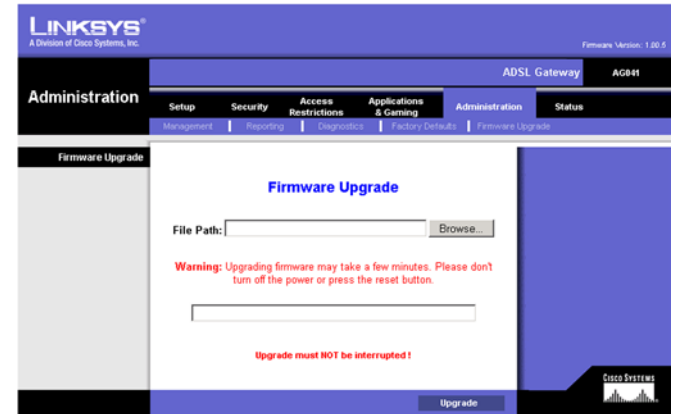 LINKSYS®
A Division of Cisco Systems, Inc.
Firmware Version: 1.00.5
ADSL Gateway AG041
Administration
Setup Security Access Restrictions Applications & Gaming Administration Status
Management Reporting Diagnostics Factory Defaults Firmware Upgrade
Firmware Upgrade
Firmware Upgrade
File Path: Browse...
Warning: Upgrading firmware may take a few minutes. Please don't
turn off the power or press the reset button.
Upgrade must NOT be interrupted !
CISCO SYSTEMS
Upgrade